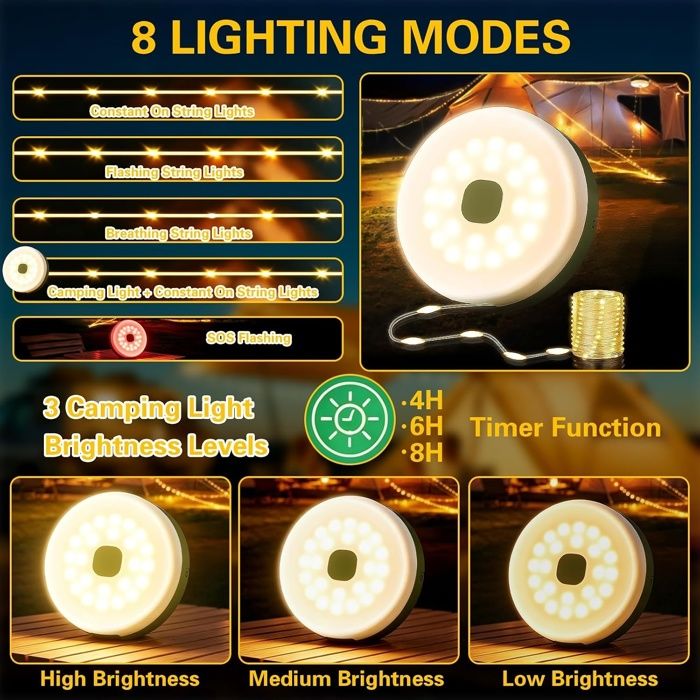 8 LIGHTING MODES
Constant On String Lights
Flashing String Lights
Breathing String Lights
Camping Light + Constant On String Lights
SOS Flashing
3 Camping Light
Brightness Levels
·4H
·6H
·8H
Timer Function
High Brightness
Medium Brightness
Low Brightness